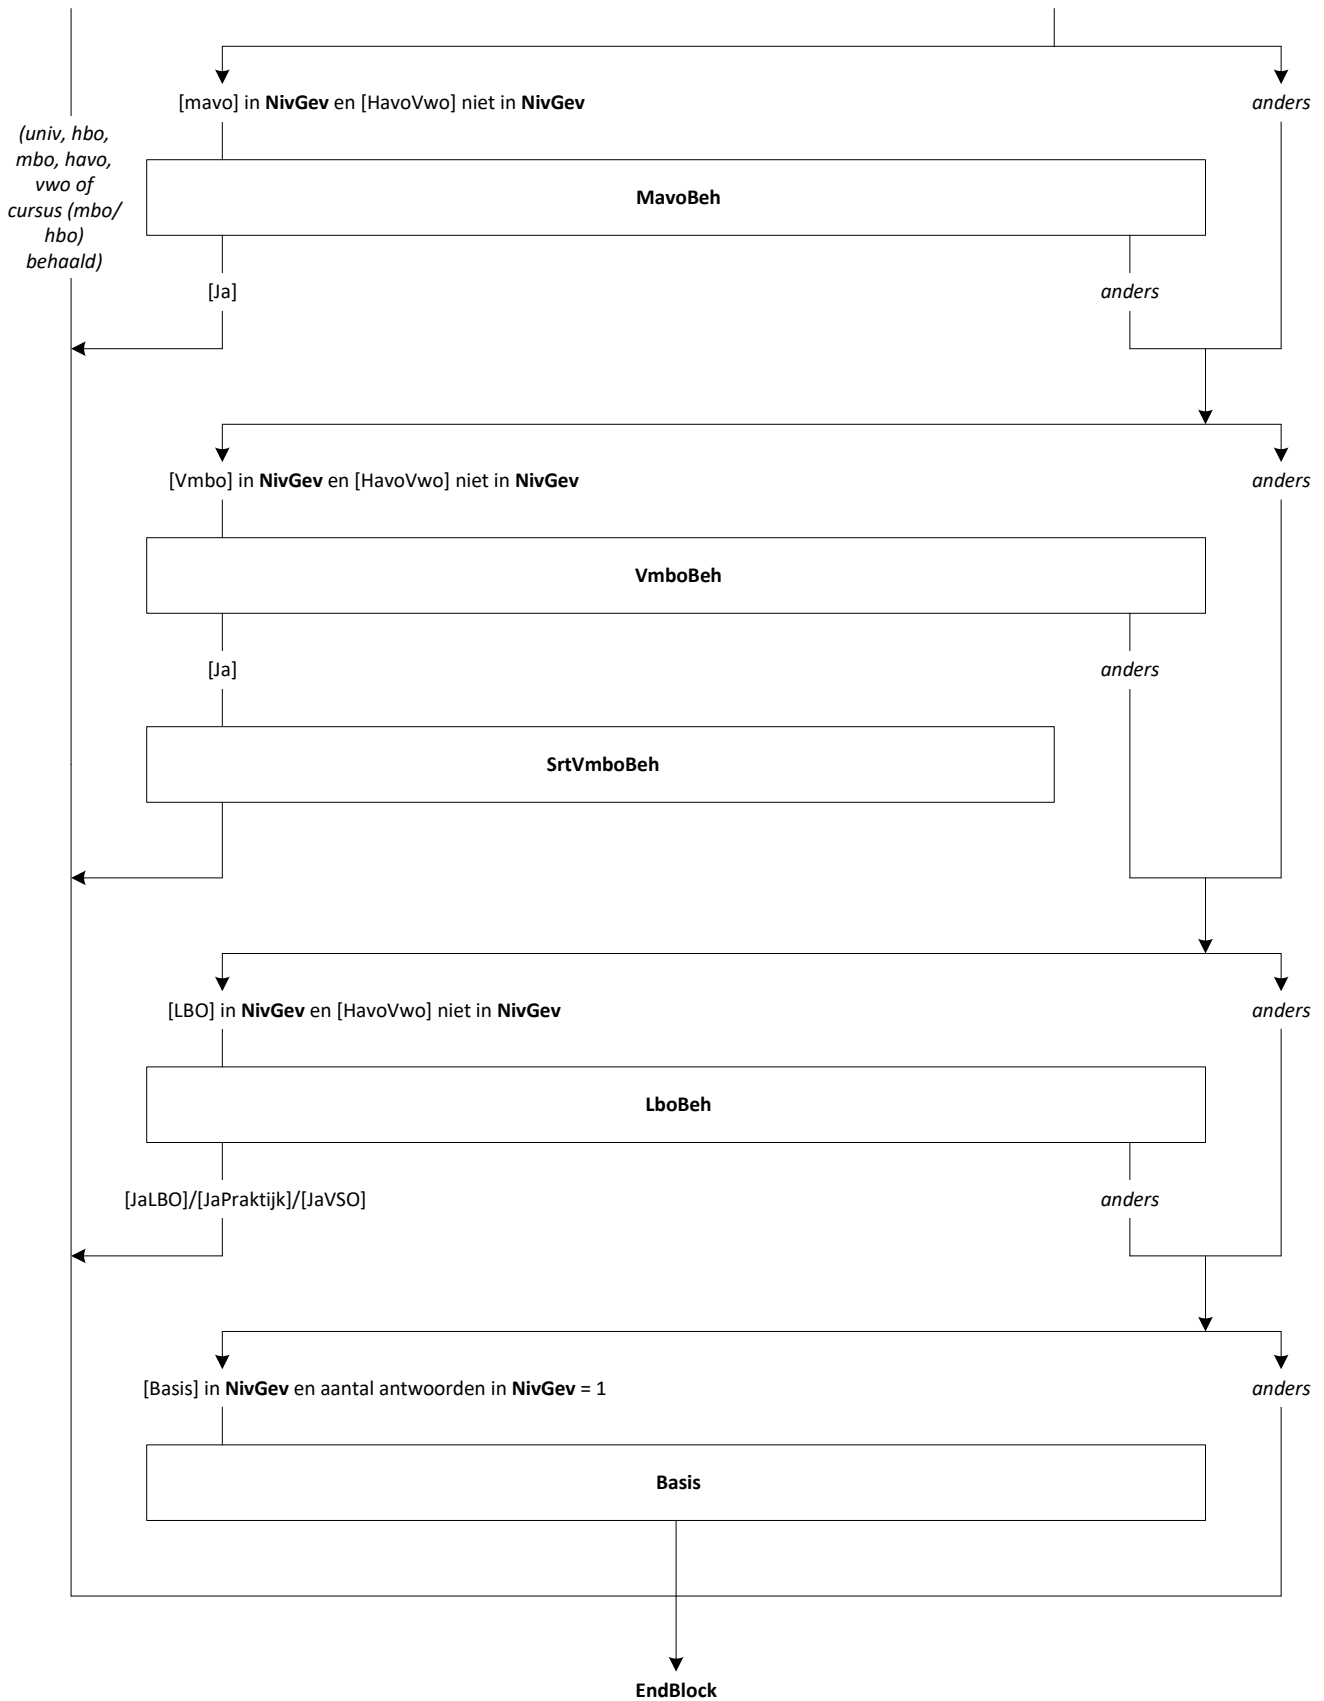 [mavo] in NivGev en [HavoVwo] niet in NivGev
anders
(univ, hbo,
mbo, havo,
vwo of
cursus (mbo/
hbo)
behaald)
MavoBeh
[Ja]
anders
[Vmbo] in NivGev en [HavoVwo] niet in NivGev
anders
VmboBeh
[Ja]
anders
SrtVmboBeh
[LBO] in NivGev en [HavoVwo] niet in NivGev
anders
LboBeh
[JaLBO]/[JaPraktijk]/[JaVSO]
anders
[Basis] in NivGev en aantal antwoorden in NivGev = 1
anders
Basis
EndBlock